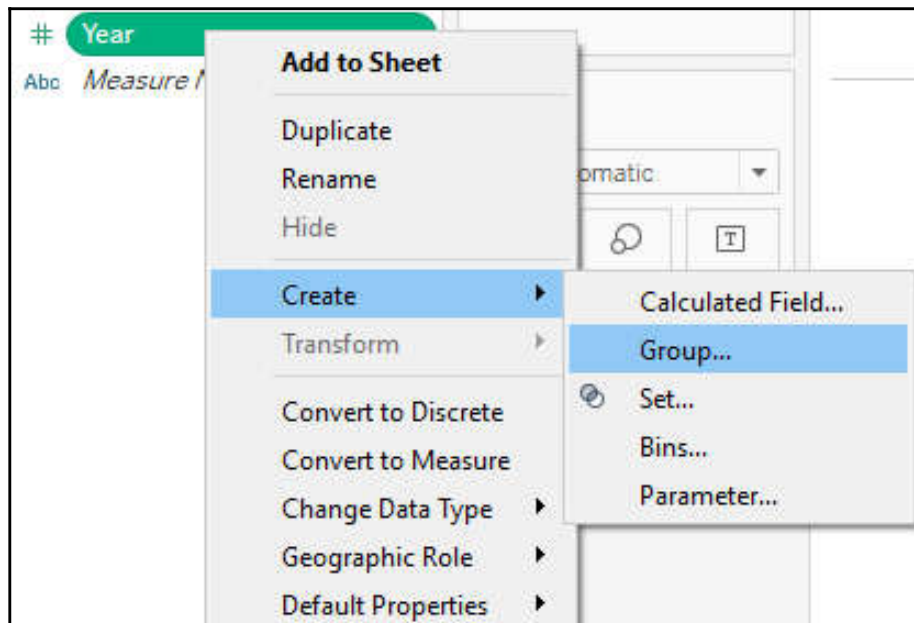 Year
Abc Measure N
Add to Sheet
Duplicate
Rename
Hide
omatic
T
Create
Transform
Calculated Field...
Group...
Set...
Bins...
Parameter...
Convert to Discrete
Convert to Measure
Change Data Type
Geographic Role
Default Properties